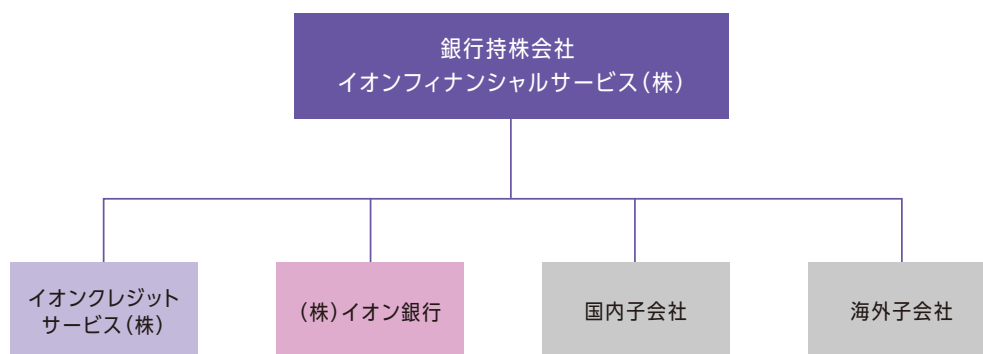 銀行持株会社
イオンフィナンシャルサービス（株）
イオンクレジット
サービス（株）
（株）イオン銀行
国内子会社
海外子会社